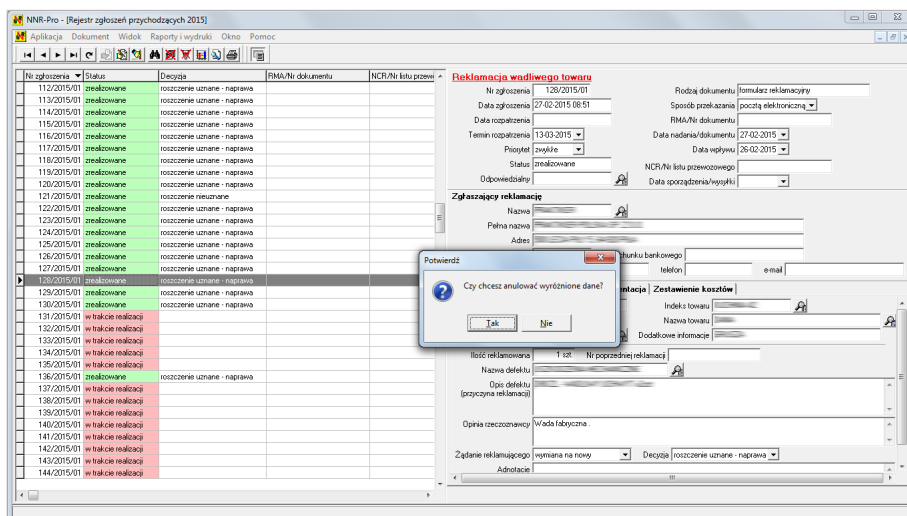 NNR-Pro - [Rejestr zgłoszeń przychodzących 2015]
Aplikacja Dokument Widok Raporty i wydruki Okno Pomoc
Nr zgłoszenia Status Decyzja RMA/Nr dokumentu NCR/Nr listu przewo
112/2015/01 zrealizowane roszczenie uznane - naprawa
113/2015/01 zrealizowane roszczenie uznane - naprawa
114/2015/01 zrealizowane roszczenie uznane - naprawa
115/2015/01 zrealizowane roszczenie uznane - naprawa
116/2015/01 zrealizowane roszczenie uznane - naprawa
117/2015/01 zrealizowane roszczenie uznane - naprawa
118/2015/01 zrealizowane roszczenie uznane - naprawa
119/2015/01 zrealizowane roszczenie uznane - naprawa
120/2015/01 zrealizowane roszczenie uznane - naprawa
121/2015/01 zrealizowane roszczenie nieuznane
122/2015/01 zrealizowane roszczenie uznane - naprawa
123/2015/01 zrealizowane roszczenie uznane - naprawa
124/2015/01 zrealizowane roszczenie uznane - naprawa
125/2015/01 zrealizowane roszczenie uznane - naprawa
126/2015/01 zrealizowane roszczenie uznane - naprawa
127/2015/01 zrealizowane roszczenie uznane - naprawa
128/2015/01 zrealizowane roszczenie uznane - naprawa
129/2015/01 zrealizowane roszczenie uznane - naprawa
130/2015/01 zrealizowane roszczenie uznane - naprawa
131/2015/01 w trakcie realizacji
132/2015/01 w trakcie realizacji
133/2015/01 w trakcie realizacji
134/2015/01 w trakcie realizacji
135/2015/01 w trakcie realizacji
136/2015/01 zrealizowane roszczenie uznane - naprawa
137/2015/01 w trakcie realizacji
138/2015/01 w trakcie realizacji
139/2015/01 w trakcie realizacji
140/2015/01 w trakcie realizacji
141/2015/01 w trakcie realizacji
142/2015/01 w trakcie realizacji
143/2015/01 w trakcie realizacji
144/2015/01 w trakcie realizacji
Reklamacja wadliwego towaru
Nr zgłoszenia 128/2015/01 Rodzaj dokumentu formularz reklamacyjny
Data zgłoszenia 27-02-2015 08:51 Sposób przekazania pocztą elektroniczną
Data rozpatrzenia RMA/Nr dokumentu
Termin rozpatrzenia 13-03-2015 Data nadania/dokumentu 27-02-2015
Priorytet zwykłe Data wpływu 26-02-2015
Status zrealizowane NCR/Nr listu przewozowego
Odpowiedzialny Data sporządzenia/wysyłki
Zgłaszający reklamację
Nazwa
Pełna nazwa
Adres
chunku bankowego
telefon e-mail
entacja Zestawienie kosztów
Indeks towaru
Nazwa towaru
Dodatkowe informacje
Ilość reklamowana 1 szt. Nr poprzedniej reklamacji
Nazwa defektu
Opis defektu
(przyczyna reklamacji)
Opinia rzeczoznawcy Wada fabryczna .
Żądanie reklamującego wymiana na nowy Decyzja roszczenie uznane - naprawa
Adnotacje
Potwierdź
Czy chcesz anulować wyróżnione dane?
Tak Nie